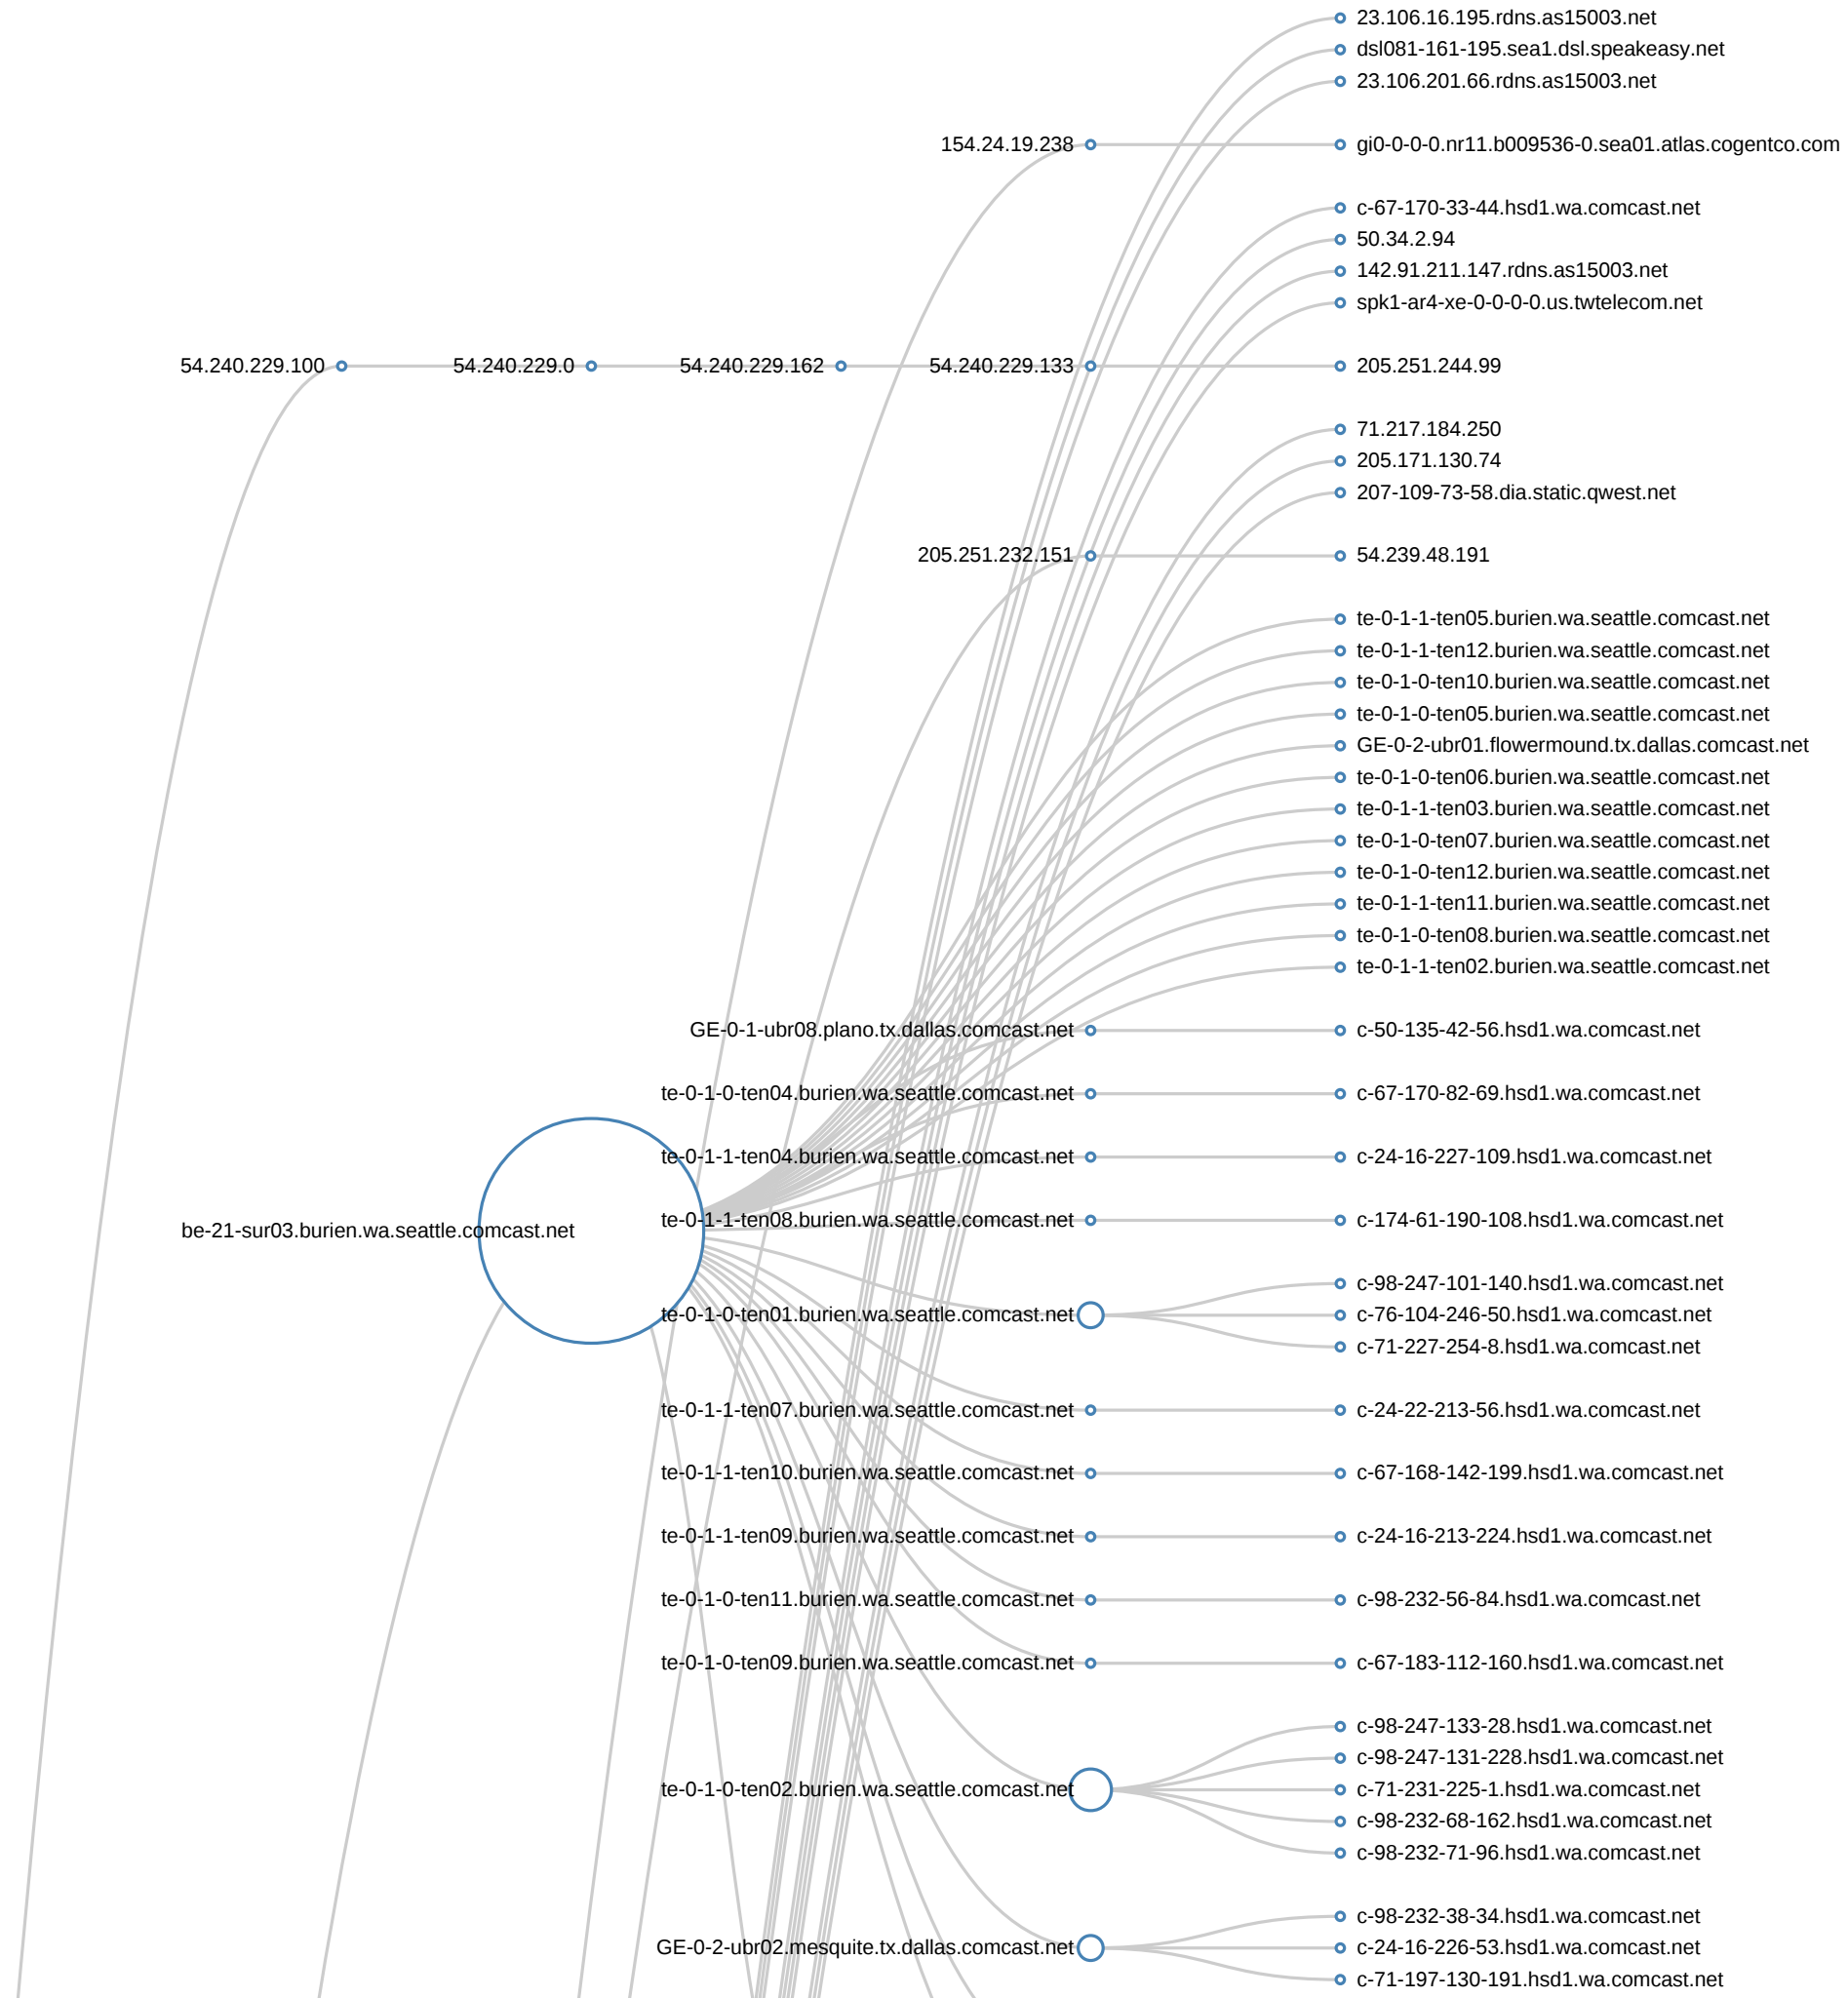 23.106.16.195.rdns.as15003.net
dsl081-161-195.sea1.dsl.speakeasy.net
23.106.201.66.rdns.as15003.net
154.24.19.238 gi0-0-0-0.nr11.b009536-0.sea01.atlas.cogentco.com
c-67-170-33-44.hsd1.wa.comcast.net
50.34.2.94
142.91.211.147.rdns.as15003.net
spk1-ar4-xe-0-0-0-0.us.twtelecom.net
54.240.229.100 54.240.229.0 54.240.229.162 54.240.229.133 205.251.244.99
71.217.184.250
205.171.130.74
207-109-73-58.dia.static.qwest.net
205.251.232.151 54.239.48.191
te-0-1-1-ten05.burien.wa.seattle.comcast.net
te-0-1-1-ten12.burien.wa.seattle.comcast.net
te-0-1-0-ten10.burien.wa.seattle.comcast.net
te-0-1-0-ten05.burien.wa.seattle.comcast.net
GE-0-2-ubr01.flowermound.tx.dallas.comcast.net
te-0-1-0-ten06.burien.wa.seattle.comcast.net
te-0-1-1-ten03.burien.wa.seattle.comcast.net
te-0-1-0-ten07.burien.wa.seattle.comcast.net
te-0-1-0-ten12.burien.wa.seattle.comcast.net
te-0-1-1-ten11.burien.wa.seattle.comcast.net
te-0-1-0-ten08.burien.wa.seattle.comcast.net
te-0-1-1-ten02.burien.wa.seattle.comcast.net
GE-0-1-ubr08.plano.tx.dallas.comcast.net c-50-135-42-56.hsd1.wa.comcast.net
te-0-1-0-ten04.burien.wa.seattle.comcast.net c-67-170-82-69.hsd1.wa.comcast.net
te-0-1-1-ten04.burien.wa.seattle.comcast.net c-24-16-227-109.hsd1.wa.comcast.net
te-0-1-1-ten08.burien.wa.seattle.comcast.net c-174-61-190-108.hsd1.wa.comcast.net
be-21-sur03.burien.wa.seattle.comcast.net
c-98-247-101-140.hsd1.wa.comcast.net
te-0-1-0-ten01.burien.wa.seattle.comcast.net c-76-104-246-50.hsd1.wa.comcast.net
c-71-227-254-8.hsd1.wa.comcast.net
te-0-1-1-ten07.burien.wa.seattle.comcast.net c-24-22-213-56.hsd1.wa.comcast.net
te-0-1-1-ten10.burien.wa.seattle.comcast.net c-67-168-142-199.hsd1.wa.comcast.net
te-0-1-1-ten09.burien.wa.seattle.comcast.net c-24-16-213-224.hsd1.wa.comcast.net
te-0-1-0-ten11.burien.wa.seattle.comcast.net c-98-232-56-84.hsd1.wa.comcast.net
te-0-1-0-ten09.burien.wa.seattle.comcast.net c-67-183-112-160.hsd1.wa.comcast.net
c-98-247-133-28.hsd1.wa.comcast.net
c-98-247-131-228.hsd1.wa.comcast.net
te-0-1-0-ten02.burien.wa.seattle.comcast.net c-71-231-225-1.hsd1.wa.comcast.net
c-98-232-68-162.hsd1.wa.comcast.net
c-98-232-71-96.hsd1.wa.comcast.net
c-98-232-38-34.hsd1.wa.comcast.net
GE-0-2-ubr02.mesquite.tx.dallas.comcast.net c-24-16-226-53.hsd1.wa.comcast.net
c-71-197-130-191.hsd1.wa.comcast.net